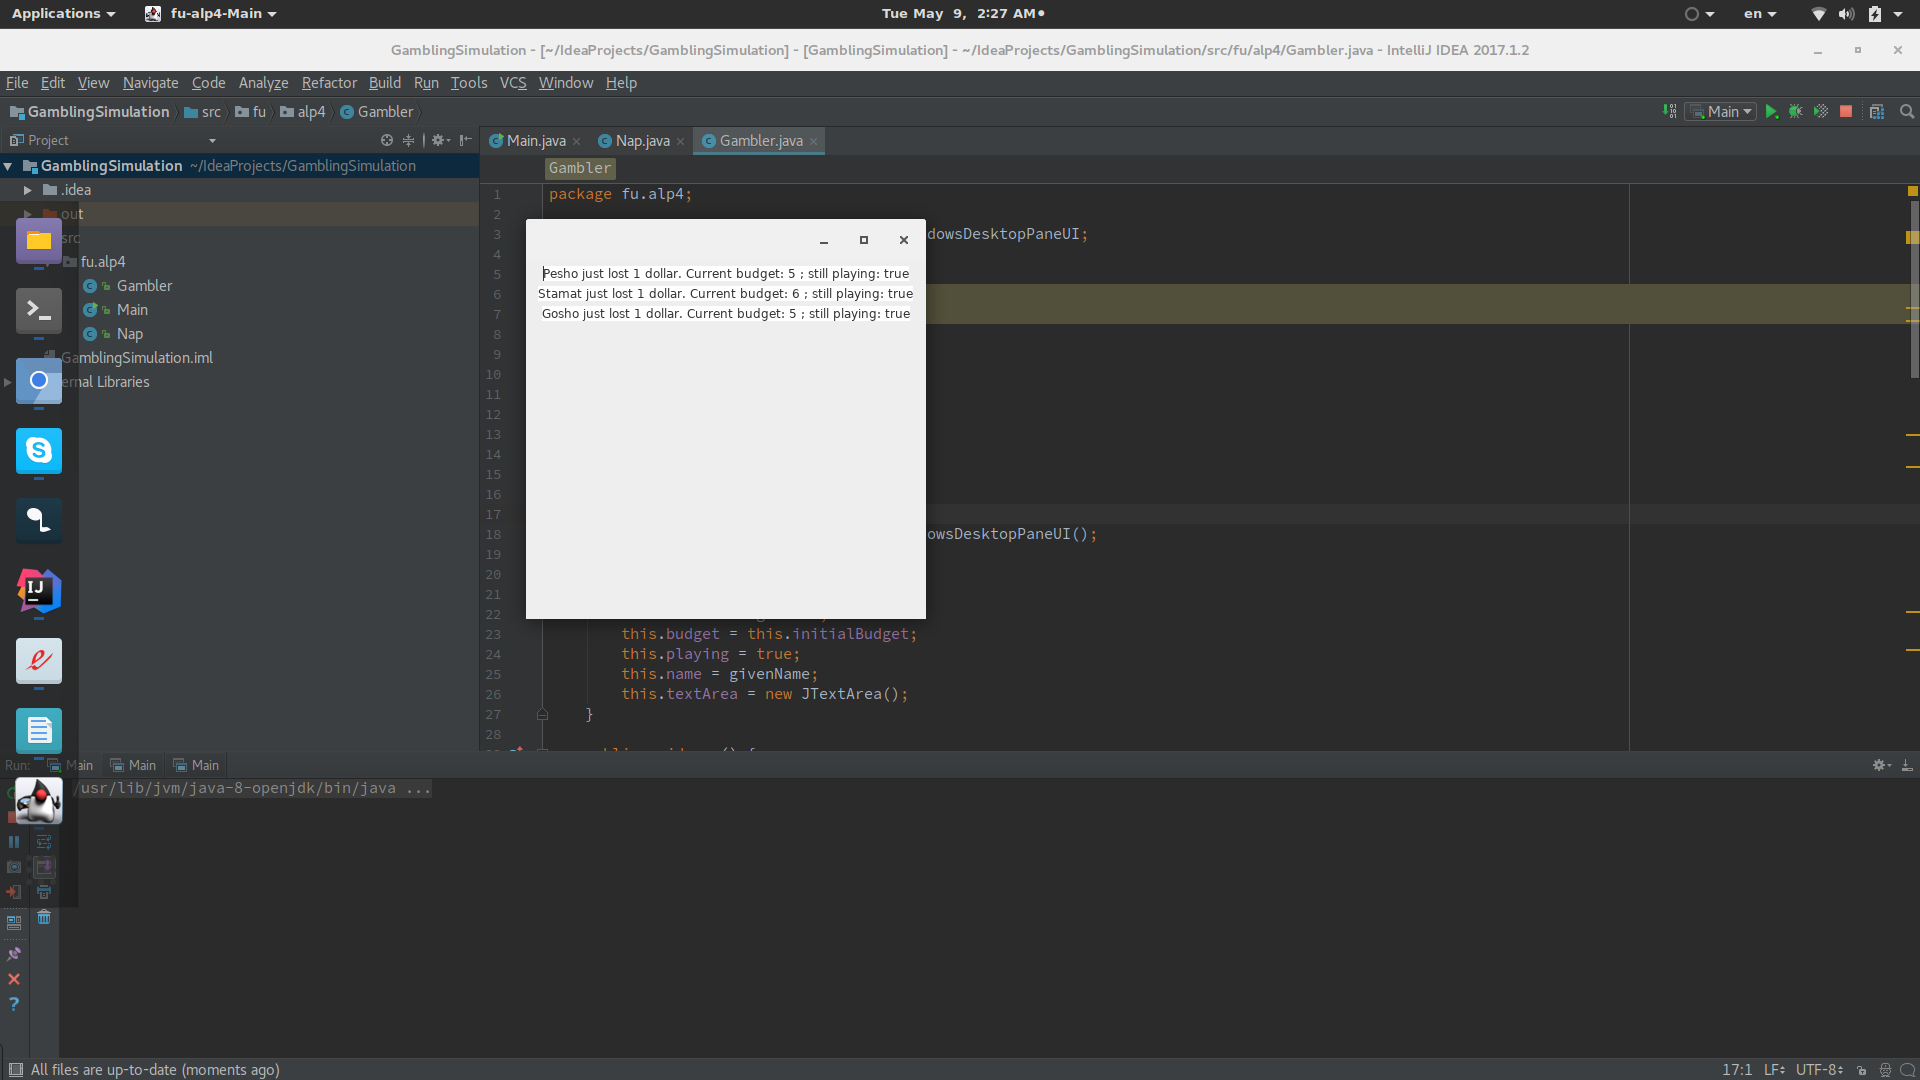 Applications
fu-alp4-Main
Tue May 9, 2:27 AM
en
GamblingSimulation - [~/IdeaProjects/GamblingSimulation] - [GamblingSimulation] - ~/IdeaProjects/GamblingSimulation/src/fu/alp4/Gambler.java - IntelliJ IDEA 2017.1.2
File Edit View Navigate Code Analyze Refactor Build Run Tools VCS Window Help
GamblingSimulation src fu alp4 Gambler
Main
Project
Main.java Nap.java Gambler.java
GamblingSimulation ~/IdeaProjects/GamblingSimulation
Gambler
.idea
out
src
fu.alp4
Gambler
Main
Nap
GamblingSimulation.iml
ernal Libraries
1 package fu.alp4;
2
3 dowsDesktopPaneUI;
4
5
6
7
8
9
10
11
12
13
14
15
16
17
18 owsDesktopPaneUI();
19
20
21
22
23 this.budget = this.initialBudget;
24 this.playing = true;
25 this.name = givenName;
26 this.textArea = new JTextArea();
27 }
28
Pesho just lost 1 dollar. Current budget: 5 ; still playing: true
Stamat just lost 1 dollar. Current budget: 6 ; still playing: true
Gosho just lost 1 dollar. Current budget: 5 ; still playing: true
IJ
Run: Main Main Main
/usr/lib/jvm/java-8-openjdk/bin/java ...
All files are up-to-date (moments ago)
17:1 LF UTF-8